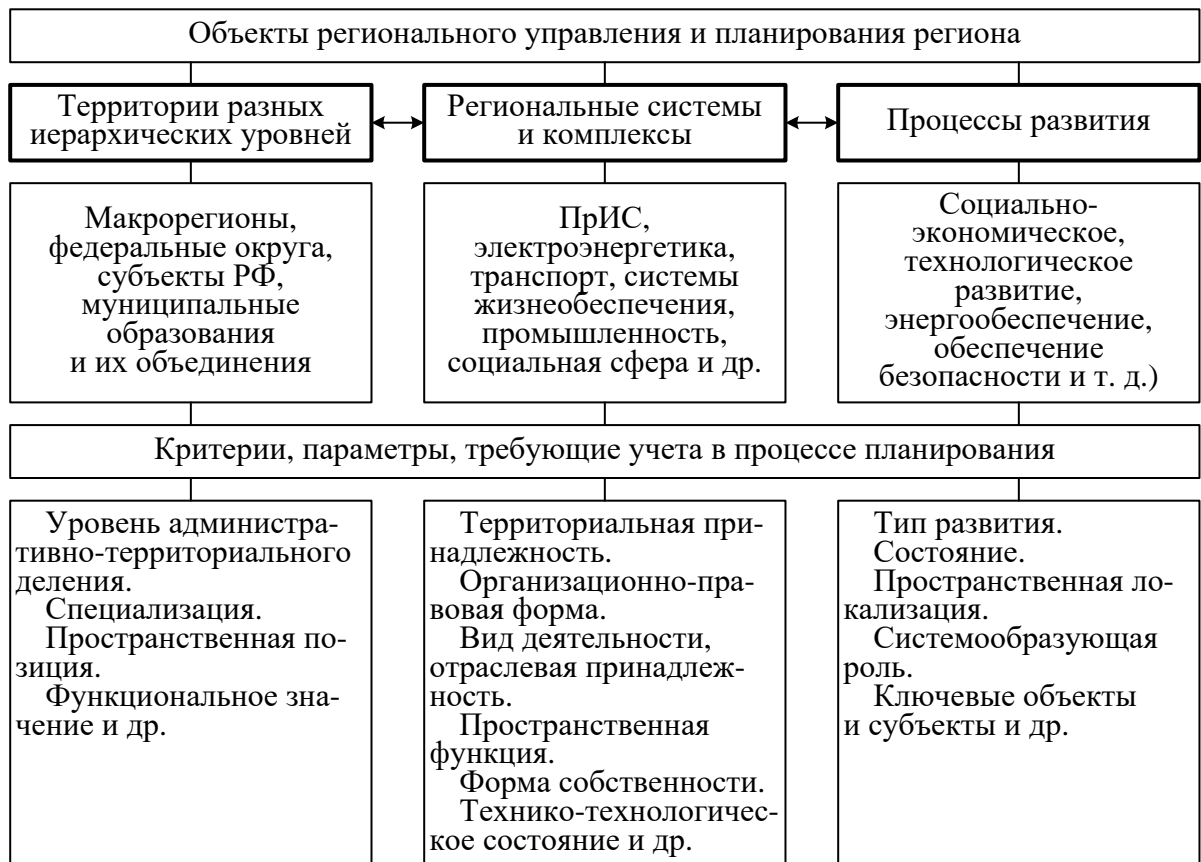 Объекты регионального управления и планирования региона
Территории разных
иерархических уровней
Региональные системы
и комплексы
Процессы развития
Макрорегионы,
федеральные округа,
субъекты РФ,
муниципальные
образования
и их объединения
ПрИС,
электроэнергетика,
транспорт, системы
жизнеобеспечения,
промышленность,
социальная сфера и др.
Социально-
экономическое,
технологическое
развитие,
энергообеспечение,
обеспечение
безопасности и т. д.)
Критерии, параметры, требующие учета в процессе планирования
Уровень администра-
тивно-территориального
деления.
Специализация.
Пространственная по-
зиция.
Функциональное зна-
чение и др.
Территориальная при-
надлежность.
Организационно-пра-
вовая форма.
Вид деятельности,
отраслевая принадлеж-
ность.
Пространственная
функция.
Форма собственности.
Технико-технологичес-
кое состояние и др.
Тип развития.
Состояние.
Пространственная ло-
кализация.
Системообразующая
роль.
Ключевые объекты
и субъекты и др.